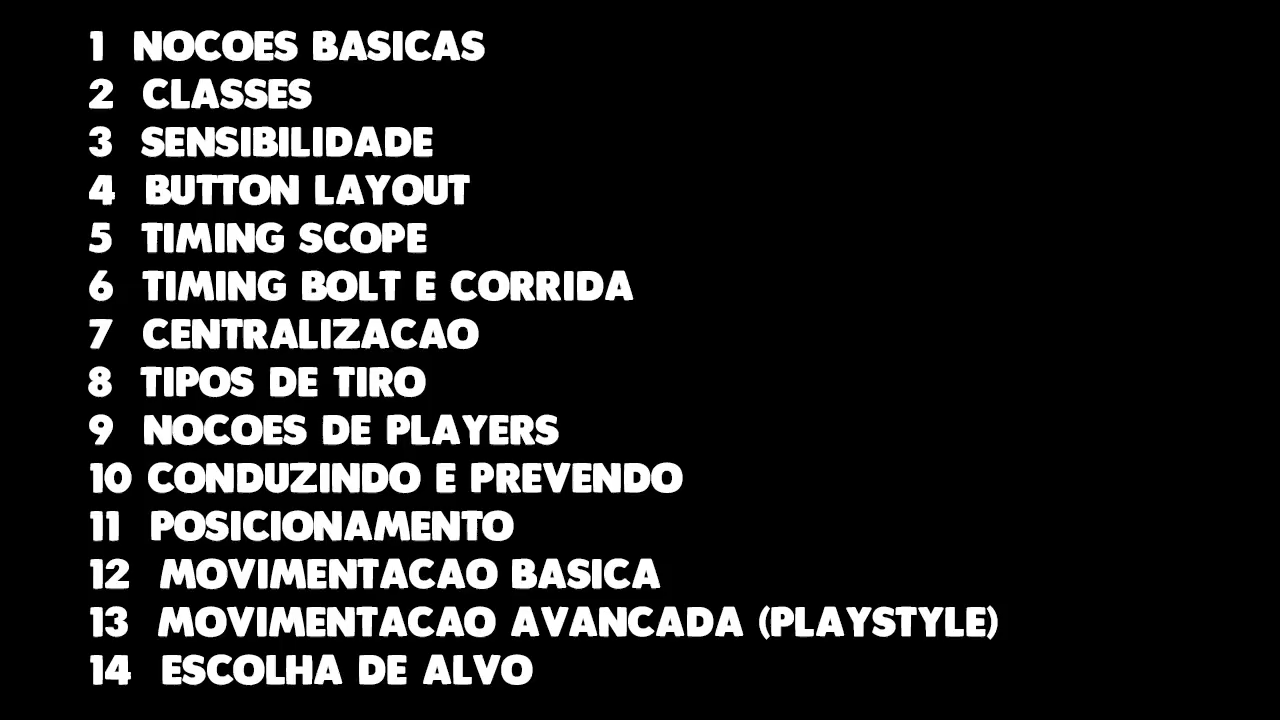 1 NOCOES BASICAS
2 CLASSES
3 SENSIBILIDADE
4 BUTTON LAYOUT
5 TIMING SCOPE
6 TIMING BOLT E CORRIDA
7 CENTRALIZACAO
8 TIPOS DE TIRO
9 NOCOES DE PLAYERS
10 CONDUZINDO E PREVENDO
11 POSICIONAMENTO
12 MOVIMENTACAO BASICA
13 MOVIMENTACAO AVANCADA (PLAYSTYLE)
14 ESCOLHA DE ALVO